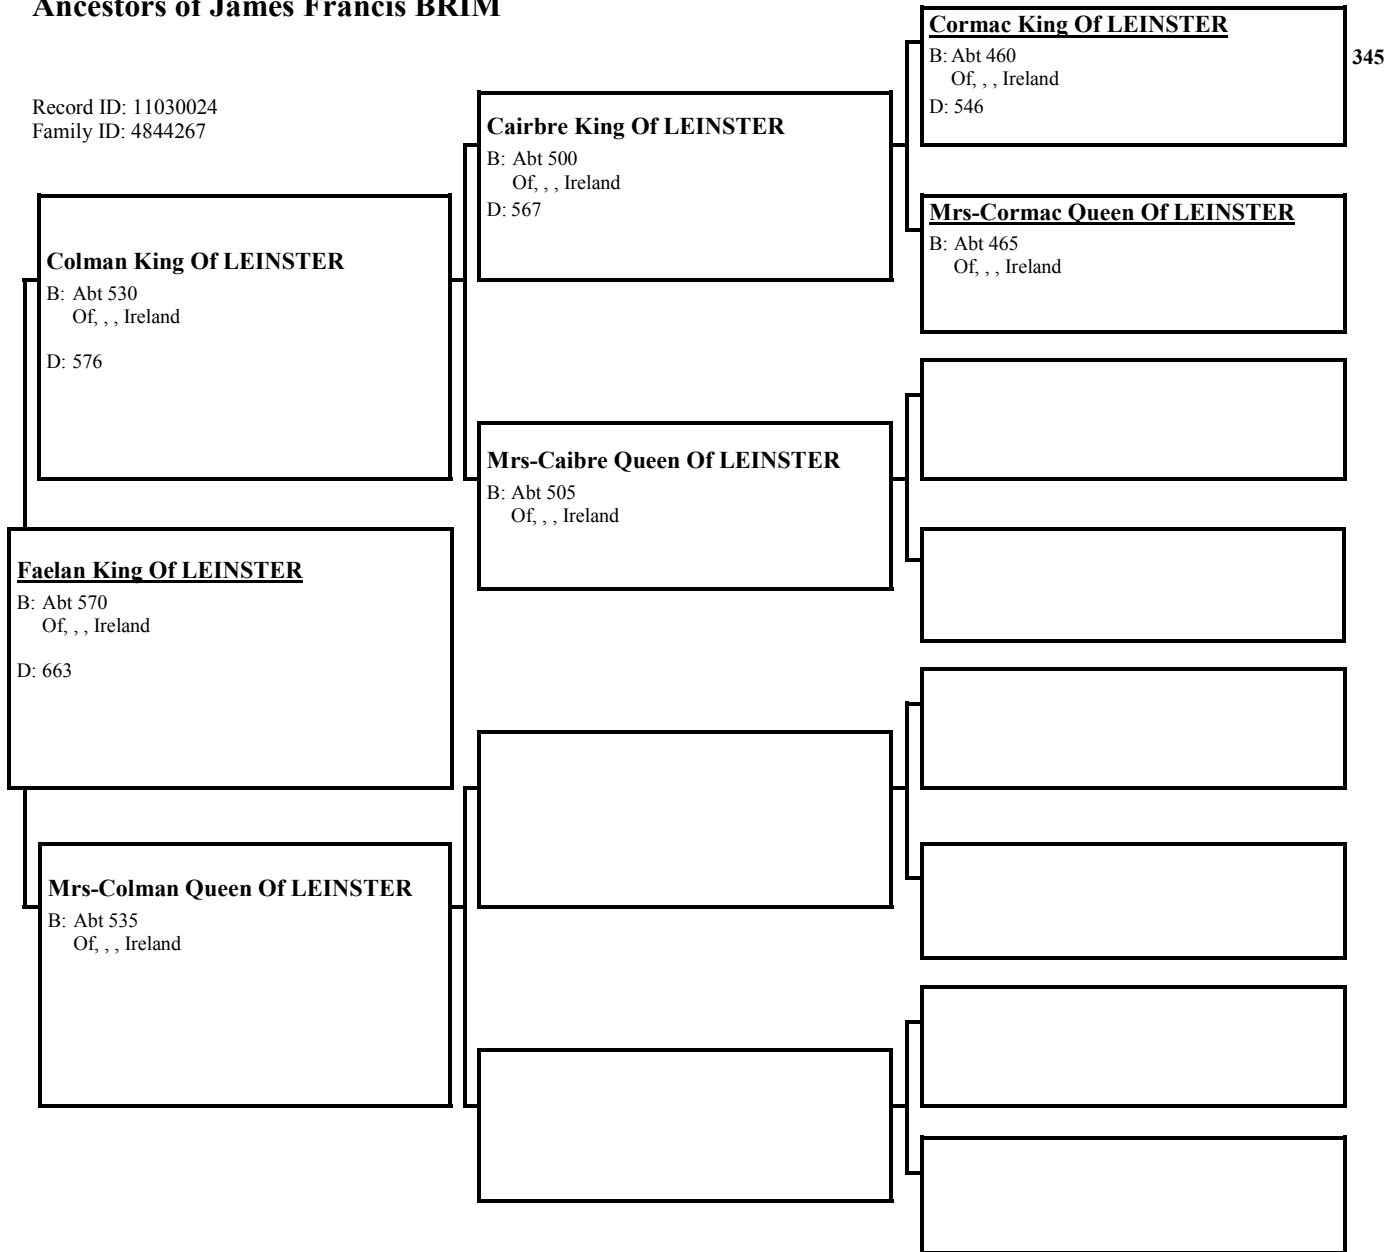 Ancestors of James Francis BRIM
Record ID: 11030024
Family ID: 4844267
Colman King Of LEINSTER
B: Abt 530
Of, , , Ireland
D: 576
Faelan King Of LEINSTER
B: Abt 570
Of, , , Ireland
D: 663
Mrs-Colman Queen Of LEINSTER
B: Abt 535
Of, , , Ireland
Cairbre King Of LEINSTER
B: Abt 500
Of, , , Ireland
D: 567
Mrs-Caibre Queen Of LEINSTER
B: Abt 505
Of, , , Ireland
Cormac King Of LEINSTER
B: Abt 460
Of, , , Ireland
D: 546
345
Mrs-Cormac Queen Of LEINSTER
B: Abt 465
Of, , , Ireland